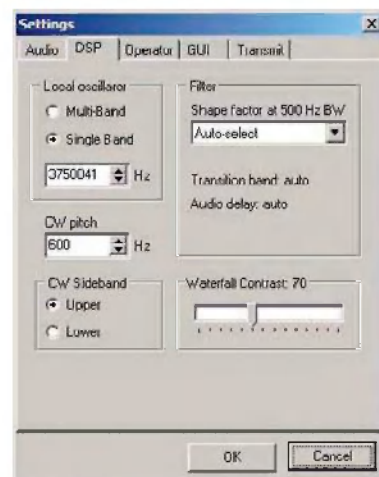 Settings
Audio DSP Operator GUI Transmit
Local oscillator
Multi-Band
Single Band
3750041 Hz
CW pitch
600 Hz
CW Sideband
Upper
Lower
Filter
Shape factor at 500 Hz BW
Auto-select
Transition band: auto
Audio delay: auto
Waterfall Contrast: 70
OK Cancel